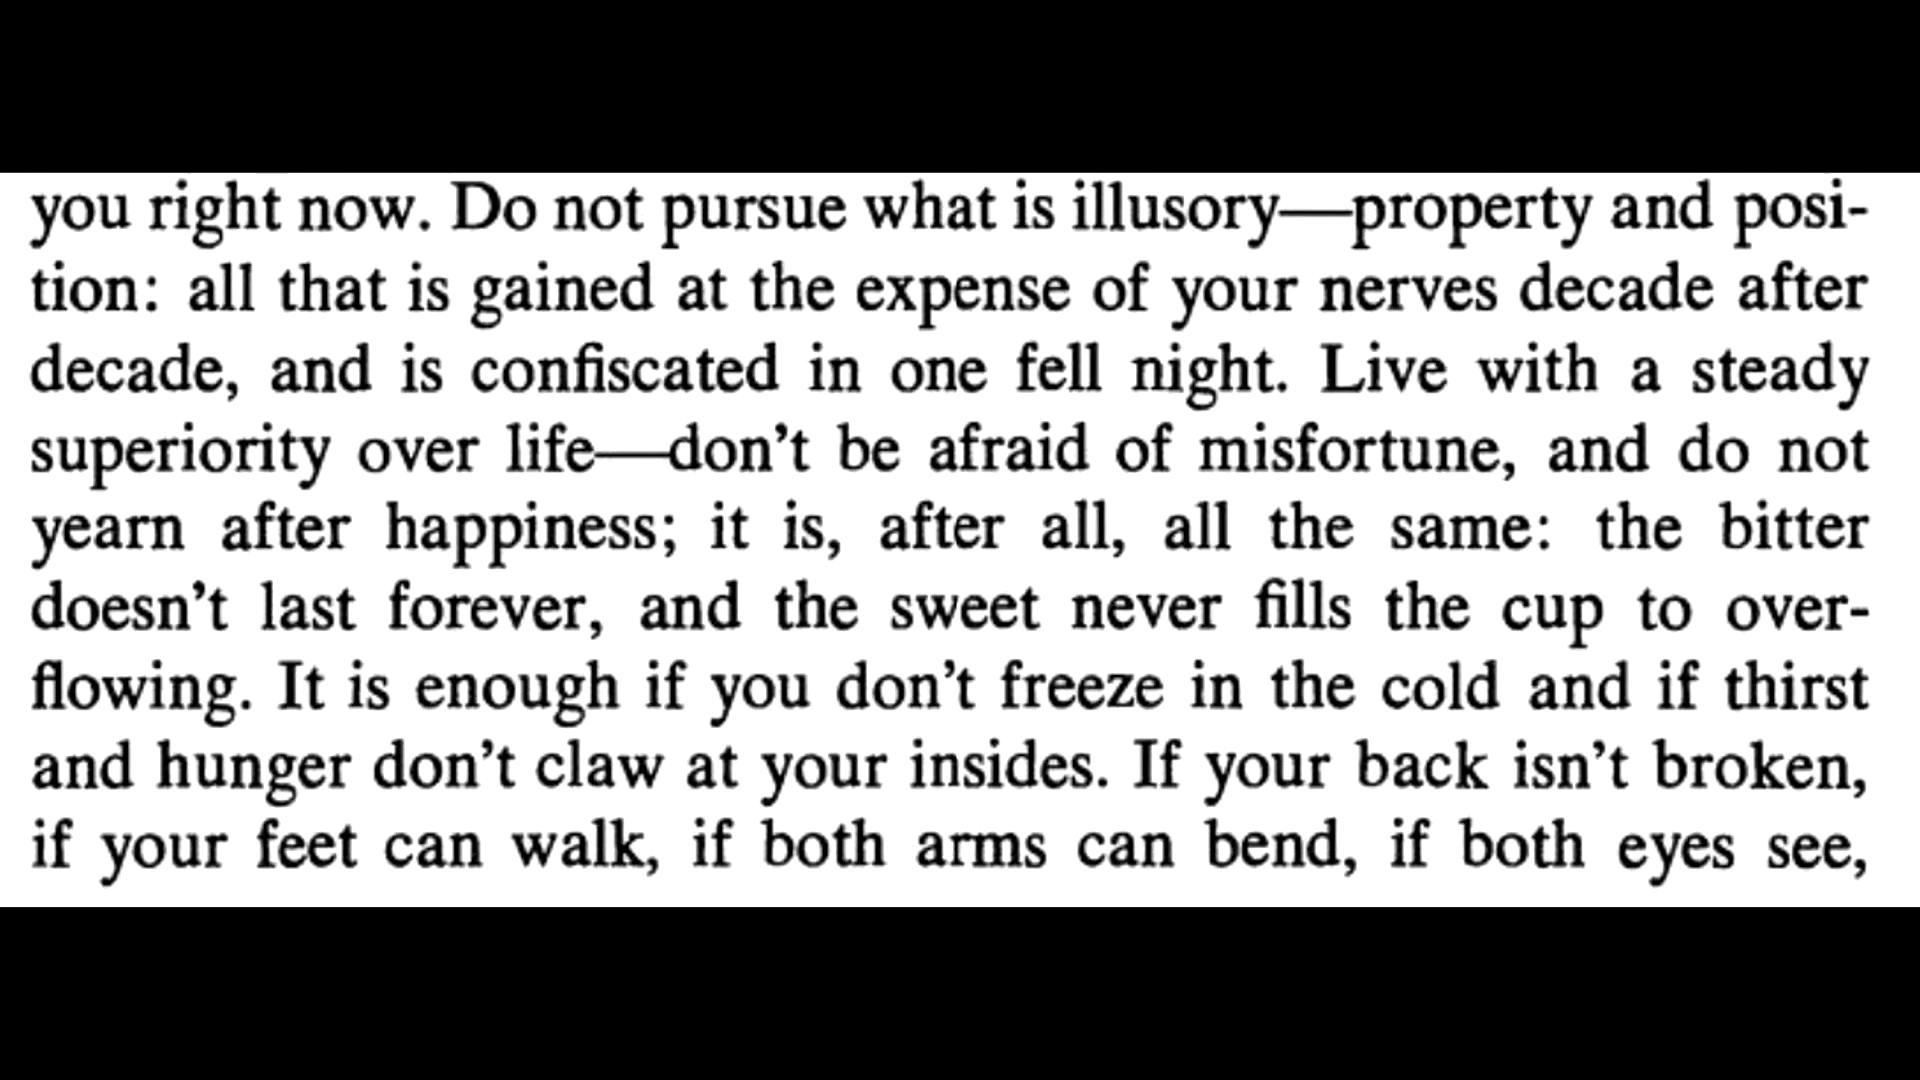 you right now. Do not pursue what is illusory—property and posi-
tion: all that is gained at the expense of your nerves decade after
decade, and is confiscated in one fell night. Live with a steady
superiority over life—don’t be afraid of misfortune, and do not
yearn after happiness; it is, after all, all the same: the bitter
doesn’t last forever, and the sweet never fills the cup to over-
flowing. It is enough if you don’t freeze in the cold and if thirst
and hunger don’t claw at your insides. If your back isn’t broken,
if your feet can walk, if both arms can bend, if both eyes see,